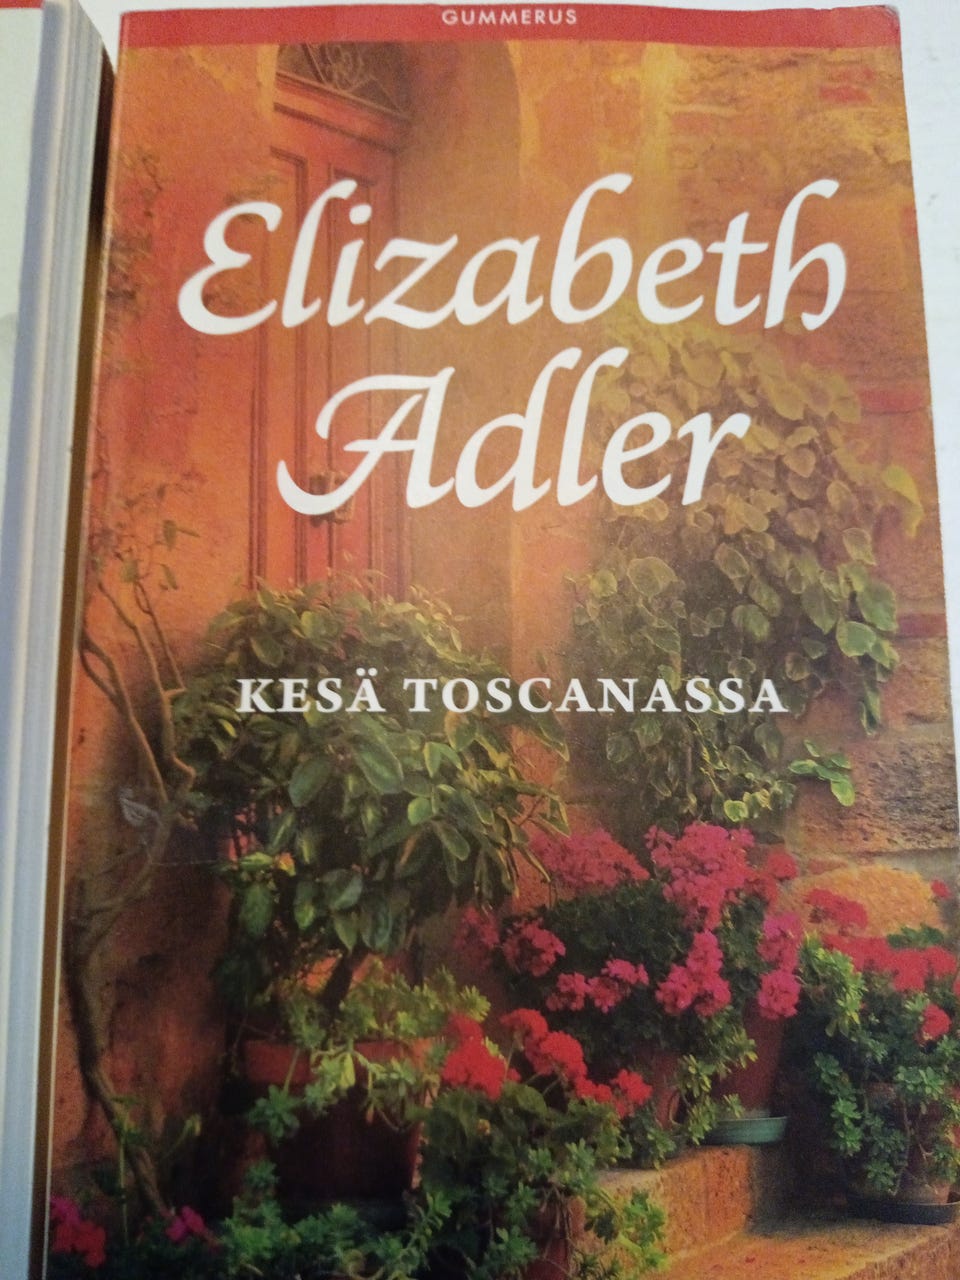 GUMMERUS
Elizabeth
Adler
KESÄ TOSCANASSA